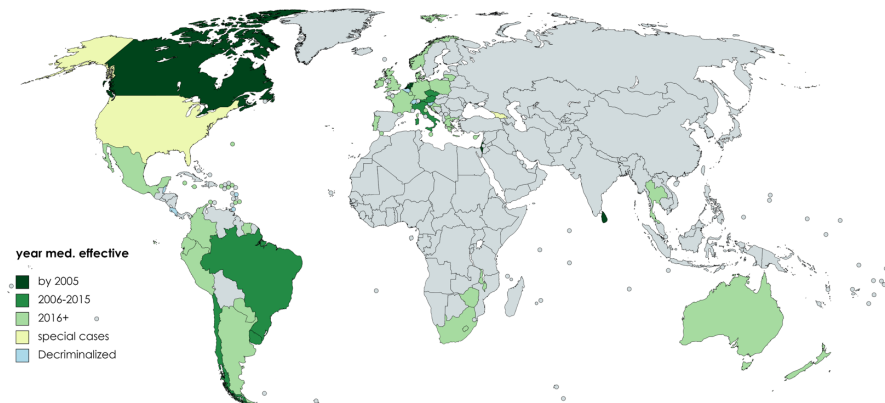 year med. effective
by 2005
2006-2015
2016+
special cases
Decriminalized